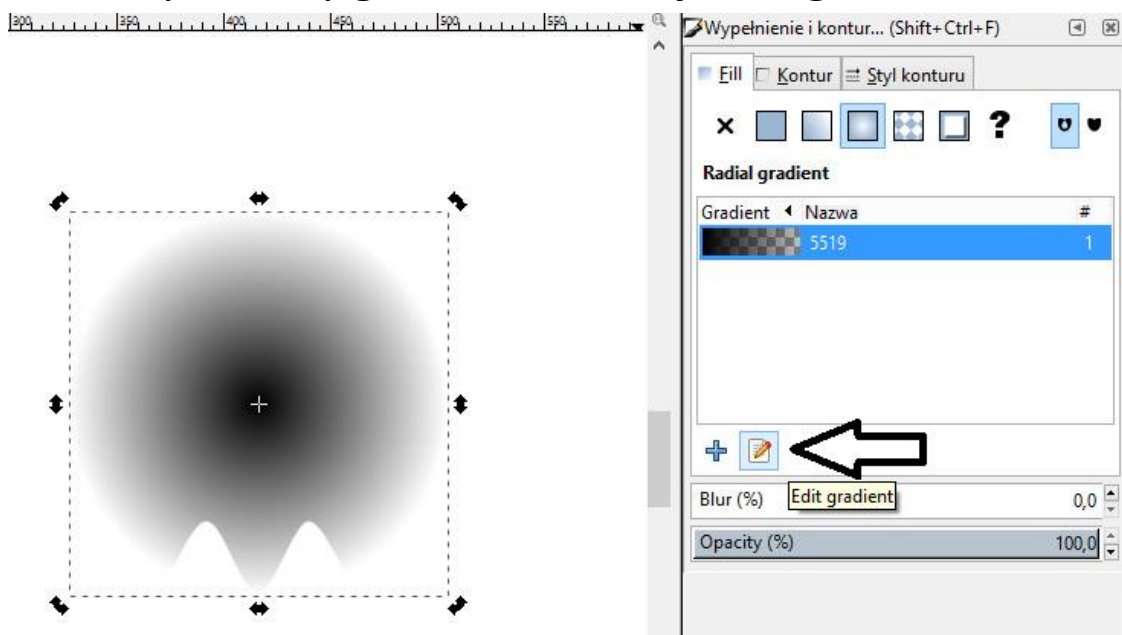 300 350 400 450 500 550
Wypełnienie i kontur... (Shift+Ctrl+F)
Fill Kontur Styl konturu
?
Radial gradient
Gradient Nazwa #
5519 1
Edit gradient
Blur (%) 0,0
Opacity (%) 100,0